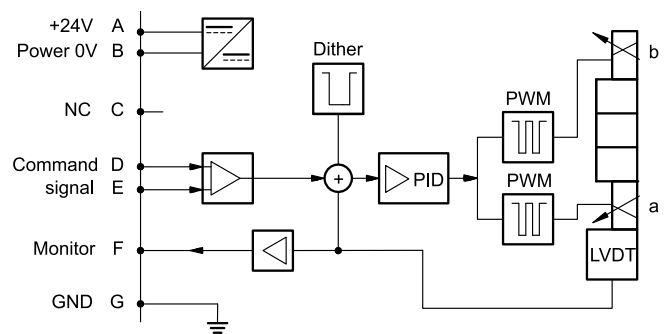 +24V A
Power 0V B
Dither
b
PWM
NC C
Command D
signal E
+
PID
PWM
a
Monitor F
LVDT
GND G